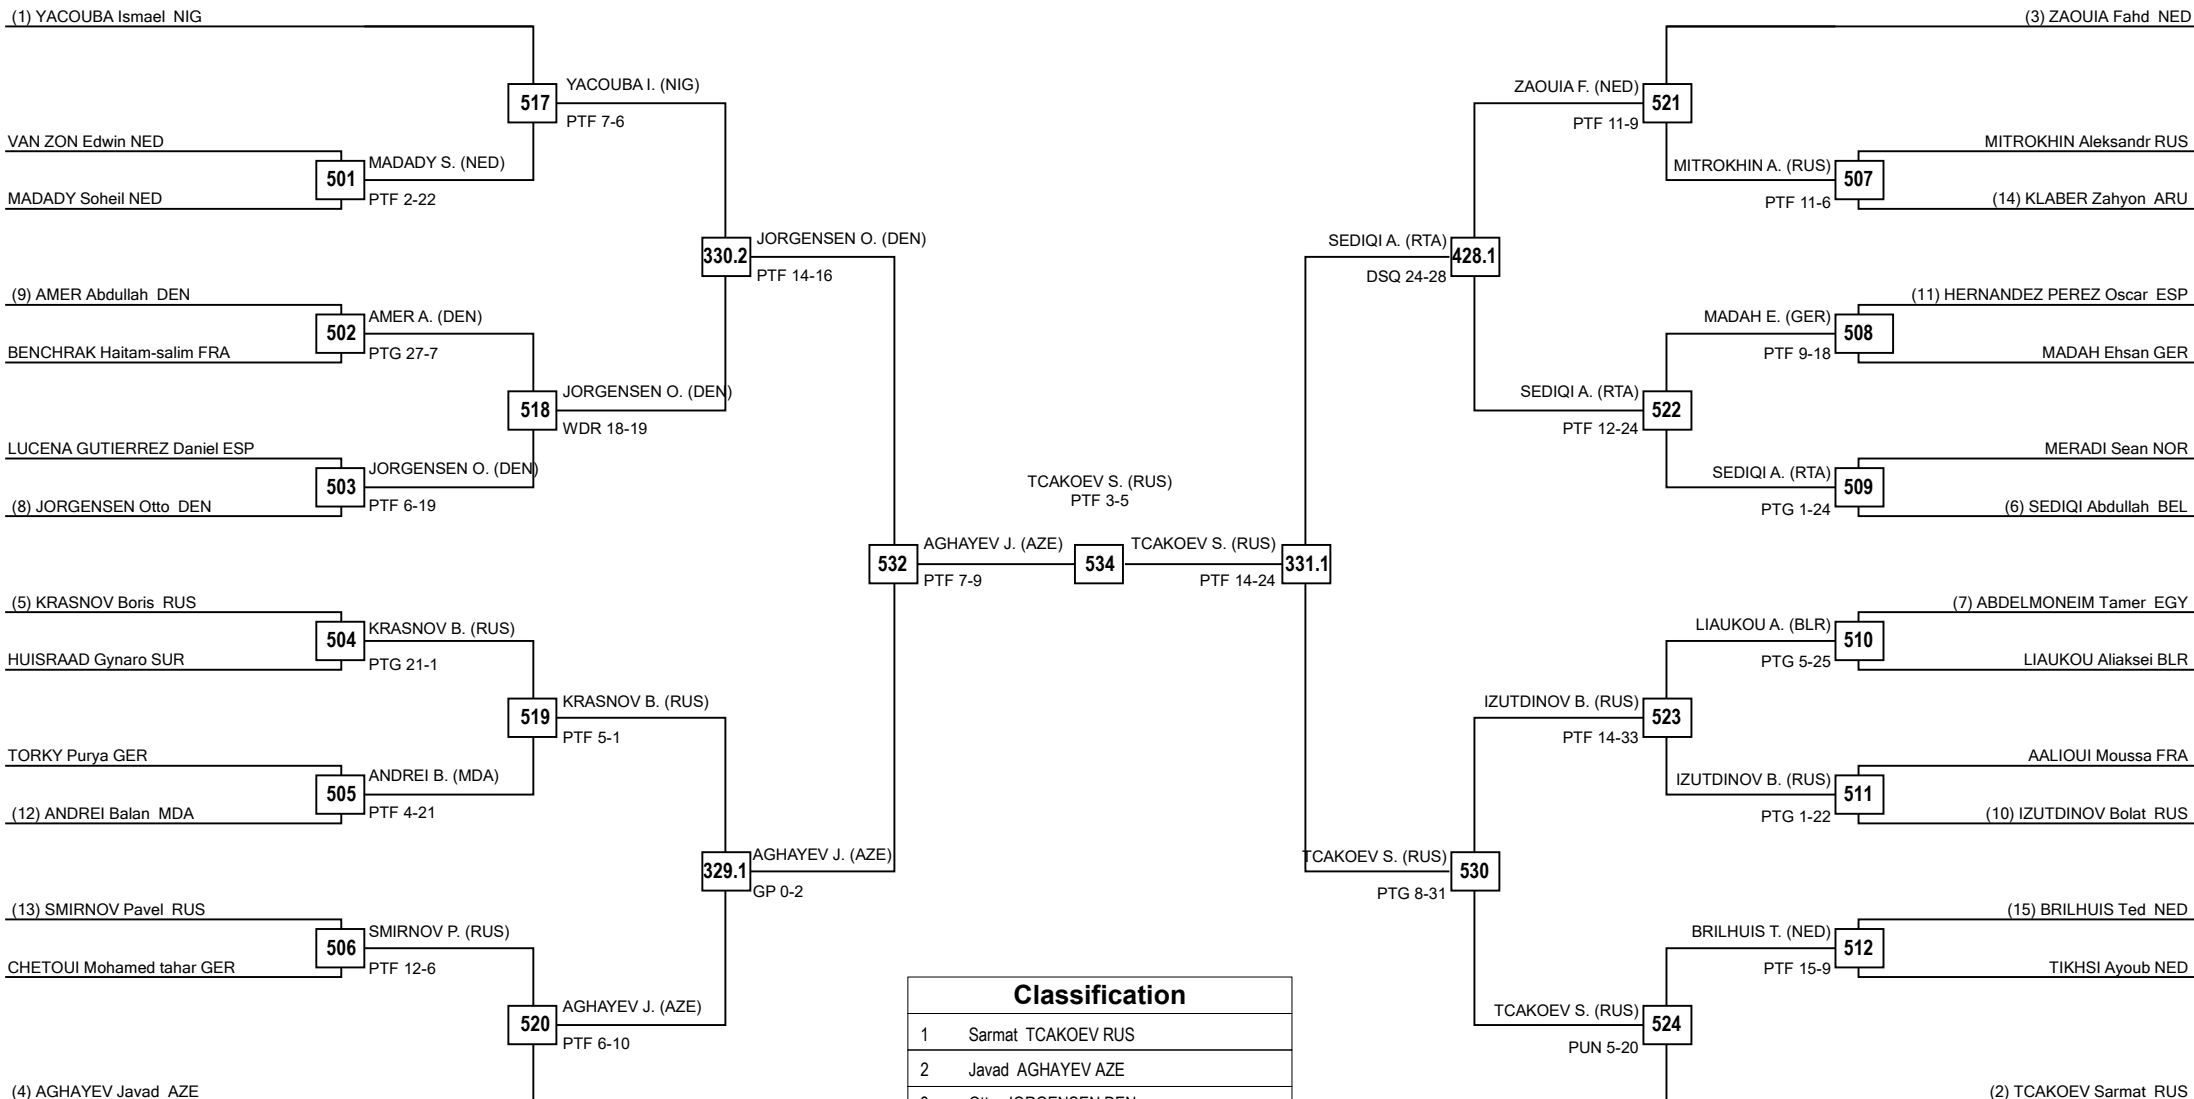 (1) YACOUBA Ismael NIG
VAN ZON Edwin NED
MADADY Soheil NED
(9) AMER Abdullah DEN
BENCHRAK Haitam-salim FRA
LUCENA GUTIERREZ Daniel ESP
(8) JORGENSEN Otto DEN
(5) KRASNOV Boris RUS
HUISRAAD Gynaro SUR
TORKY Purya GER
(12) ANDREI Balan MDA
(13) SMIRNOV Pavel RUS
CHETOUI Mohamed tahar GER
(4) AGHAYEV Javad AZE
501
MADADY S. (NED)
PTF 2-22
502
AMER A. (DEN)
PTG 27-7
503
JORGENSEN O. (DEN)
PTF 6-19
504
KRASNOV B. (RUS)
PTG 21-1
505
ANDREI B. (MDA)
PTF 4-21
506
SMIRNOV P. (RUS)
PTF 12-6
517
YACOUBA I. (NIG)
PTF 7-6
518
JORGENSEN O. (DEN)
WDR 18-19
519
KRASNOV B. (RUS)
PTF 5-1
520
AGHAYEV J. (AZE)
PTF 6-10
330.2
JORGENSEN O. (DEN)
PTF 14-16
329.1
AGHAYEV J. (AZE)
GP 0-2
532
AGHAYEV J. (AZE)
PTF 7-9
TCAKOEV S. (RUS)
PTF 3-5
534
TCAKOEV S. (RUS)
PTF 14-24
331.1
SEDIQI A. (RTA)
DSQ 24-28
428.1
TCAKOEV S. (RUS)
PTG 8-31
530
ZAOUIA F. (NED)
PTF 11-9
521
SEDIQI A. (RTA)
PTF 12-24
522
IZUTDINOV B. (RUS)
PTF 14-33
523
TCAKOEV S. (RUS)
PUN 5-20
524
MITROKHIN A. (RUS)
PTF 11-6
507
MADAH E. (GER)
PTF 9-18
508
SEDIQI A. (RTA)
PTG 1-24
509
LIAUKOU A. (BLR)
PTG 5-25
510
IZUTDINOV B. (RUS)
PTG 1-22
511
BRILHUIS T. (NED)
PTF 15-9
512
(3) ZAOUIA Fahd NED
MITROKHIN Aleksandr RUS
(14) KLABER Zahyon ARU
(11) HERNANDEZ PEREZ Oscar ESP
MADAH Ehsan GER
MERADI Sean NOR
(6) SEDIQI Abdullah BEL
(7) ABDELMONEIM Tamer EGY
LIAUKOU Aliaksei BLR
AALIOUI Moussa FRA
(10) IZUTDINOV Bolat RUS
(15) BRILHUIS Ted NED
TIKHSI Ayoub NED
(2) TCAKOEV Sarmat RUS
Classification
1 Sarmat TCAKOEV RUS
2 Javad AGHAYEV AZE